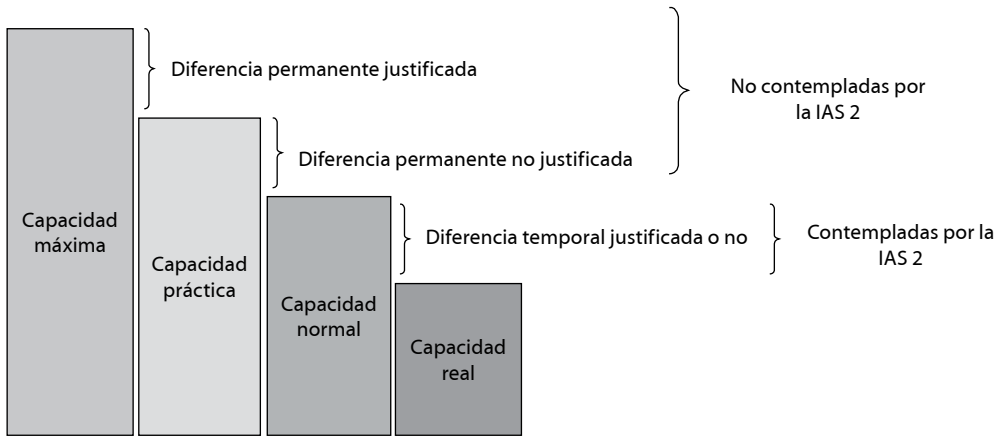 Diferencia permanente justificada
No contempladas por
la IAS 2
Diferencia permanente no justificada
Capacidad
máxima
Diferencia temporal justificada o no
Contempladas por la
IAS 2
Capacidad
práctica
Capacidad
normal
Capacidad
real